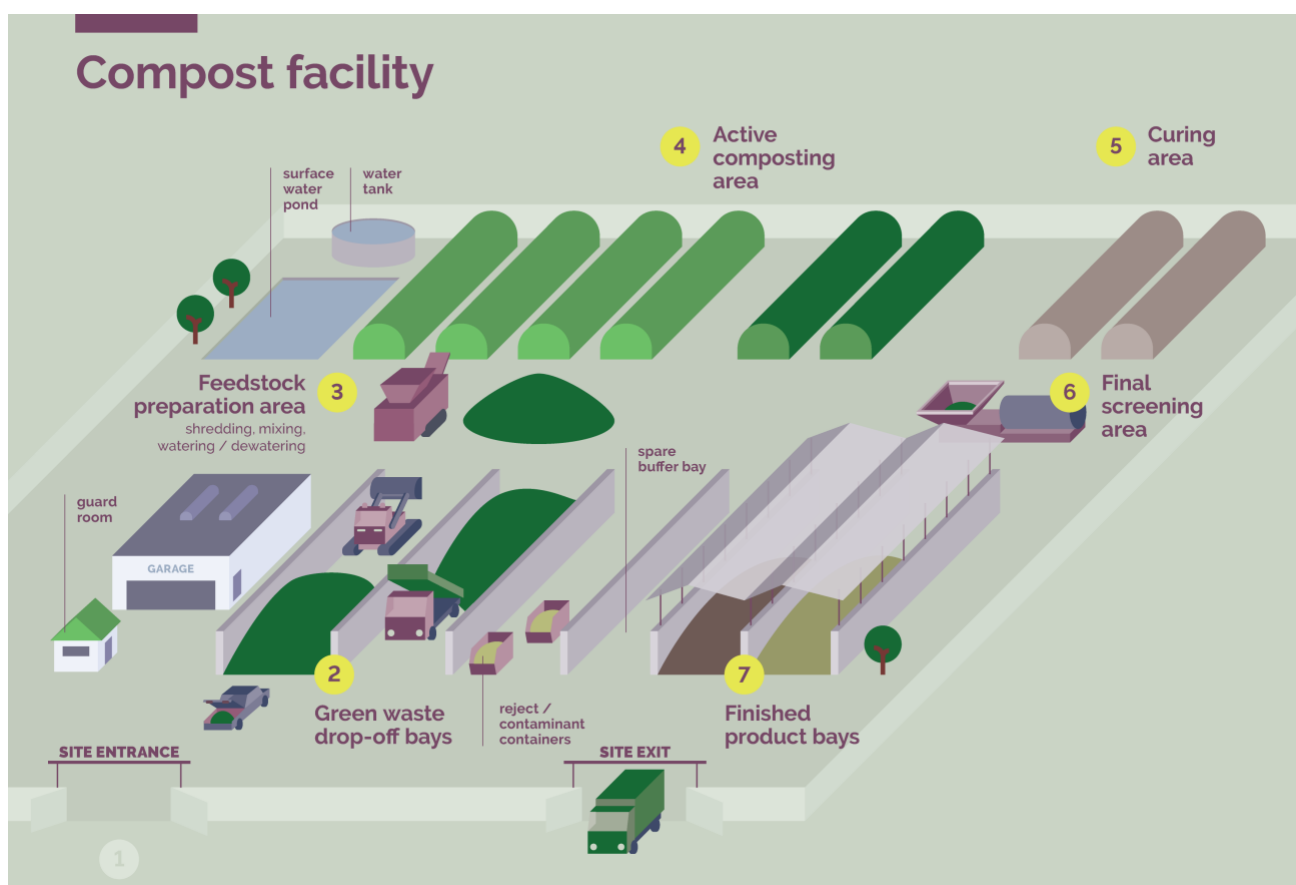 Compost facility
4
Active
composting
area
5
Curing
area
surface
water
pond
water
tank
Feedstock
preparation area
shredding, mixing,
watering / dewatering
3
6
Final
screening
area
spare
buffer bay
guard
room
GARAGE
2
Green waste
drop-off bays
reject /
contaminant
containers
7
Finished
product bays
SITE ENTRANCE
SITE EXIT
1